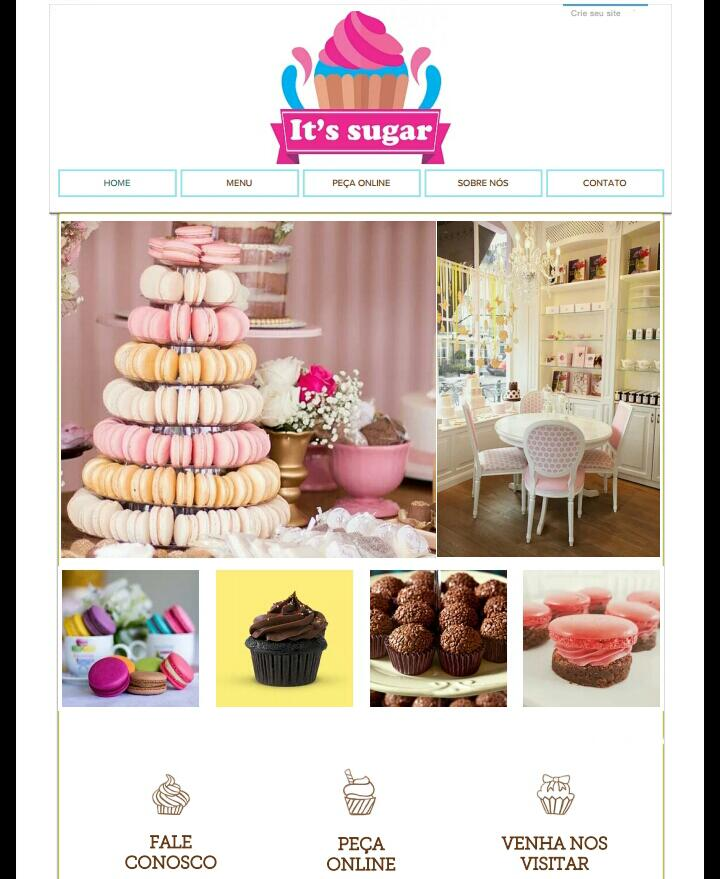 Crie seu site
It's sugar
HOME
MENU
PEÇA ONLINE
SOBRE NÓS
CONTATO
FALE
CONOSCO
PEÇA
ONLINE
VENHA NOS
VISITAR